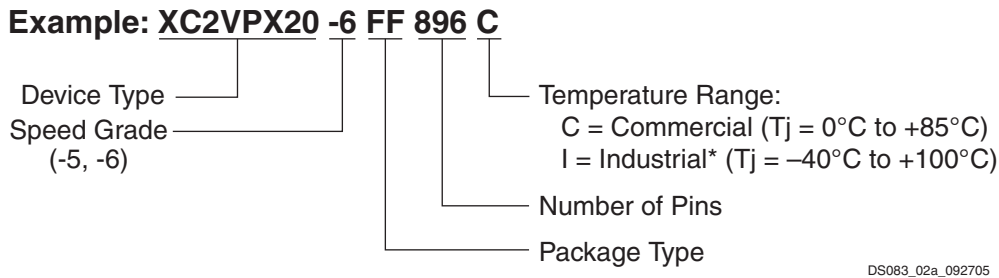 Example: XC2VPX20 -6 FF 896 C
Device Type
Speed Grade
(-5, -6)
Temperature Range:
C = Commercial (Tj = 0°C to +85°C)
I = Industrial* (Tj = –40°C to +100°C)
Number of Pins
Package Type
DS083_02a_092705